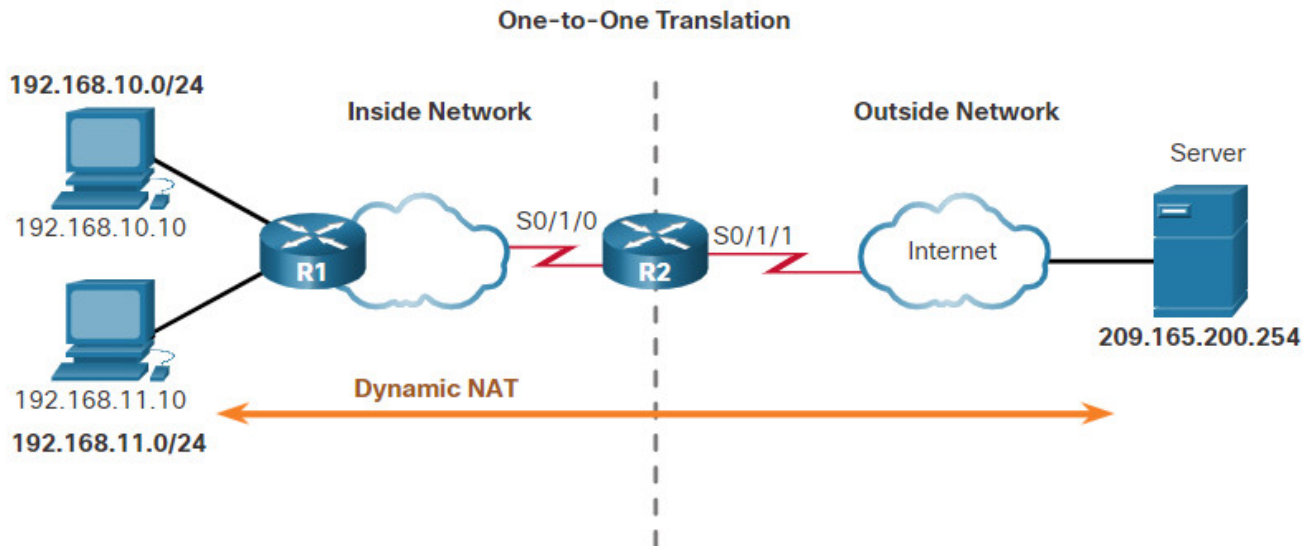 One-to-One Translation
192.168.10.0/24
Inside Network
Outside Network
Server
192.168.10.10
S0/1/0
S0/1/1
R1
R2
Internet
209.165.200.254
192.168.11.10
Dynamic NAT
192.168.11.0/24